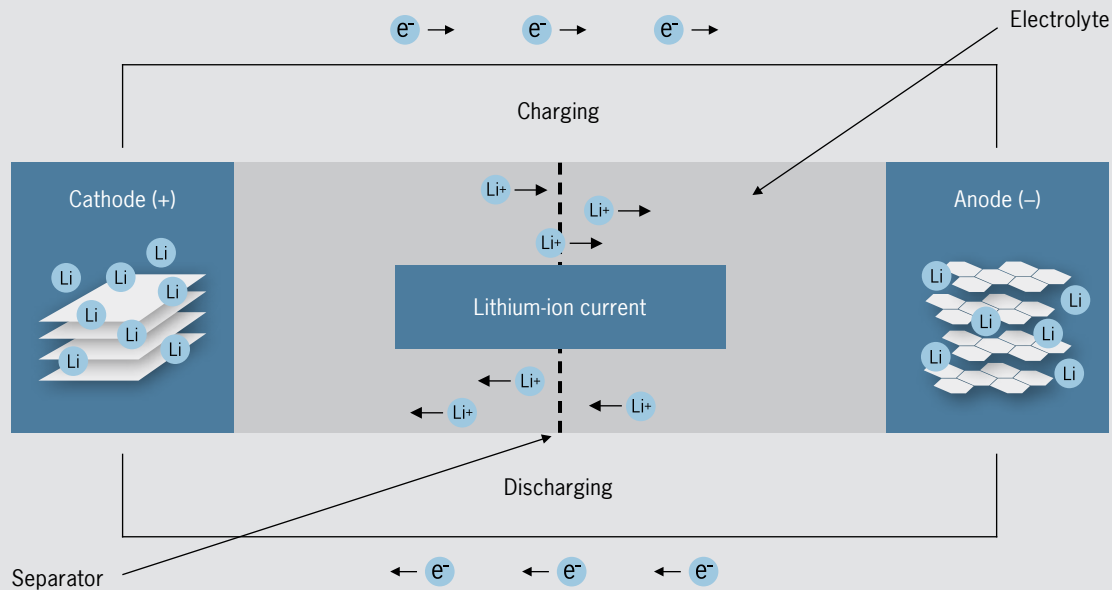 e⁻ e⁻ e⁻
Electrolyte
Charging
Cathode (+)
Anode (–)
Li+
Li+
Li+
Li
Li
Li
Li
Li
Li
Li
Li
Lithium-ion current
Li
Li
Li
Li
Li
Li
Li+
Li+
Li+
Discharging
Separator
e⁻ e⁻ e⁻